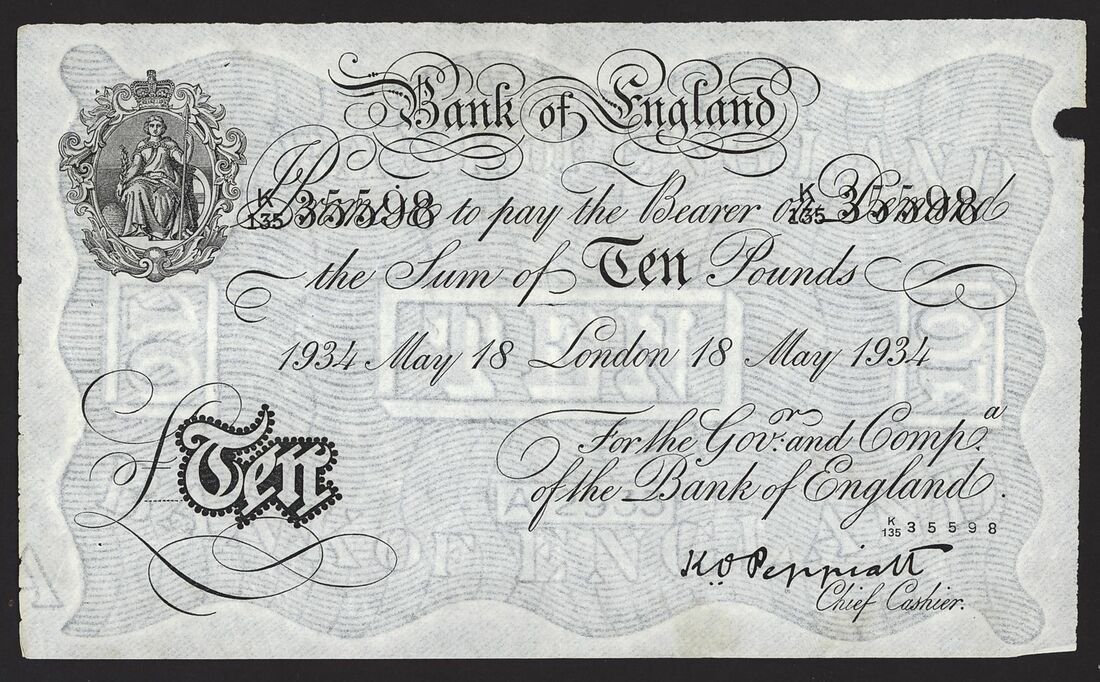 Bank of England
K/135 35598 K/135 35598
Promise to pay the Bearer on Demand
the Sum of Ten Pounds
1934 May 18 London 18 May 1934
For the Govr. and Compa.
of the Bank of England.
£ of Ten
K/135 35598
K.O. Peppiatt
Chief Cashier.